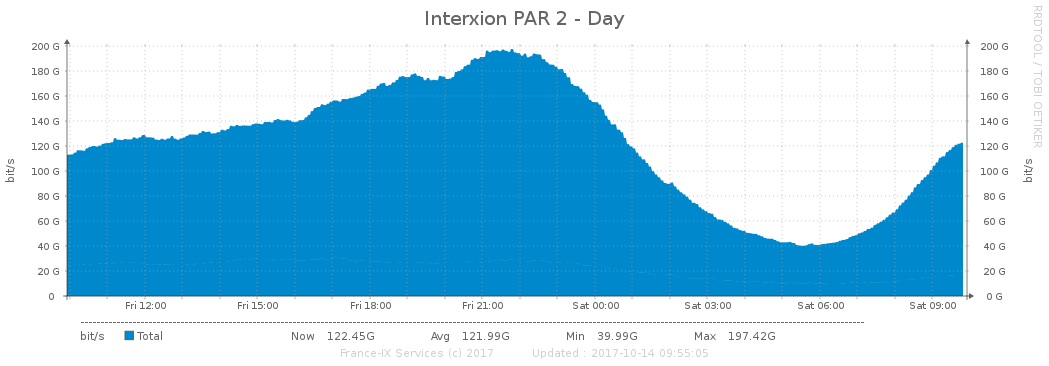 Interxion PAR 2 - Day
RRDTOOL / TOBI OETIKER
200 G 200 G
180 G 180 G
160 G 160 G
140 G 140 G
120 G 120 G
100 G 100 G
80 G 80 G
60 G 60 G
40 G 40 G
20 G 20 G
0 0 G
bit/s bit/s
Fri 12:00 Fri 15:00 Fri 18:00 Fri 21:00 Sat 00:00 Sat 03:00 Sat 06:00 Sat 09:00
bit/s Total Now 122.45G Avg 121.99G Min 39.99G Max 197.42G
France-IX Services (c) 2017 Updated : 2017-10-14 09:55:05